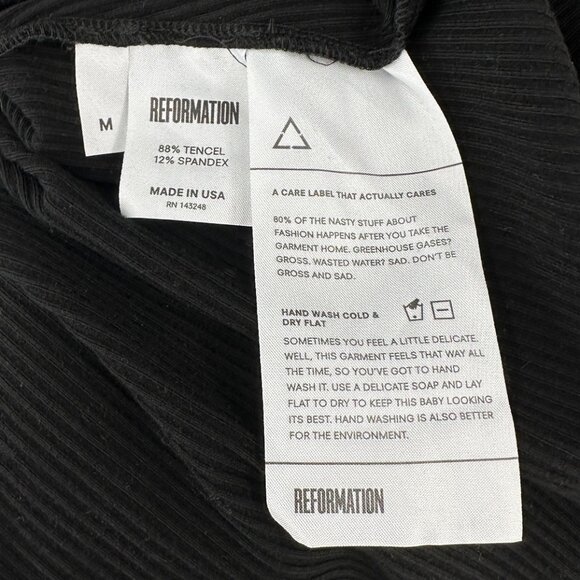 M
REFORMATION
88% TENCEL
12% SPANDEX
MADE IN USA
RN 143248
A CARE LABEL THAT ACTUALLY CARES
80% OF THE NASTY STUFF ABOUT
FASHION HAPPENS AFTER YOU TAKE THE
GARMENT HOME. GREENHOUSE GASES?
GROSS. WASTED WATER? SAD. DON'T BE
GROSS AND SAD.
HAND WASH COLD &
DRY FLAT
SOMETIMES YOU FEEL A LITTLE DELICATE.
WELL, THIS GARMENT FEELS THAT WAY ALL
THE TIME, SO YOU'VE GOT TO HAND
WASH IT. USE A DELICATE SOAP AND LAY
FLAT TO DRY TO KEEP THIS BABY LOOKING
ITS BEST. HAND WASHING IS ALSO BETTER
FOR THE ENVIRONMENT.
REFORMATION